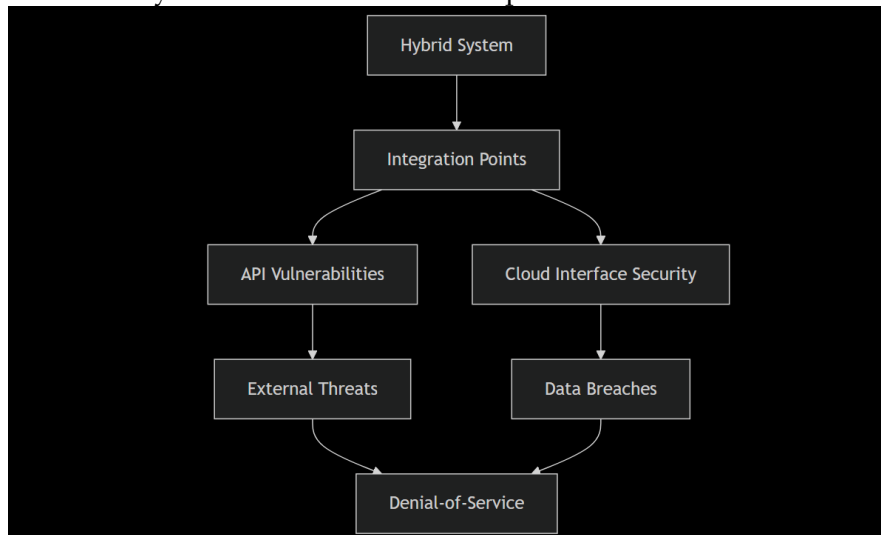 Hybrid System
Integration Points
API Vulnerabilities
Cloud Interface Security
External Threats
Data Breaches
Denial-of-Service